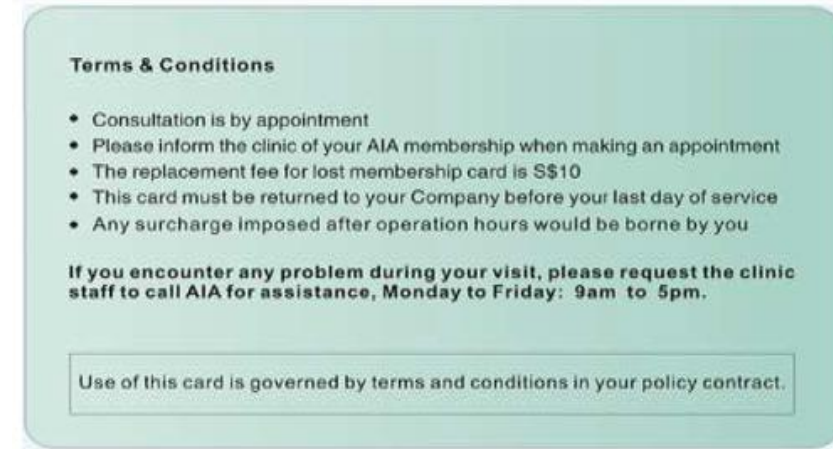 Terms & Conditions
• Consultation is by appointment
• Please inform the clinic of your AIA membership when making an appointment
• The replacement fee for lost membership card is S$10
• This card must be returned to your Company before your last day of service
• Any surcharge imposed after operation hours would be borne by you
If you encounter any problem during your visit, please request the clinic
staff to call AIA for assistance, Monday to Friday: 9am to 5pm.
Use of this card is governed by terms and conditions in your policy contract.